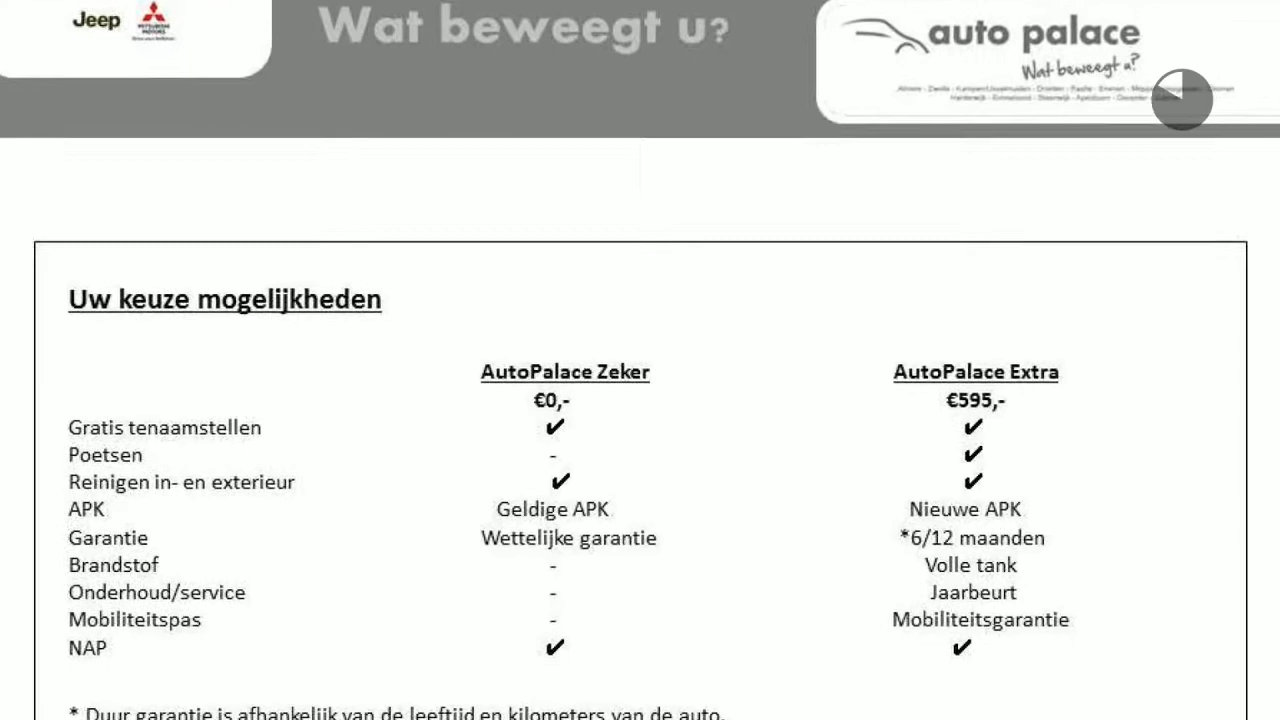 Jeep
MITSUBISHI
MOTORS
Wat beweegt u?
auto palace
Wat beweegt u?
Uw keuze mogelijkheden
AutoPalace Zeker AutoPalace Extra
€0,- €595,-
Gratis tenaamstellen ✔ ✔
Poetsen - ✔
Reinigen in- en exterieur ✔ ✔
APK Geldige APK Nieuwe APK
Garantie Wettelijke garantie *6/12 maanden
Brandstof - Volle tank
Onderhoud/service - Jaarbeurt
Mobiliteitspas - Mobiliteitsgarantie
NAP ✔ ✔
* Duur garantie is afhankelijk van de leeftijd en kilometers van de auto.